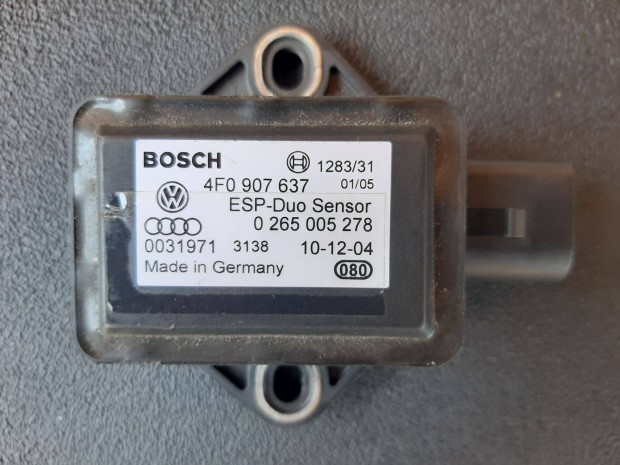 BOSCH 1283/31
4F0 907 637 01/05
ESP-Duo Sensor
0 265 005 278
0031971 3138 10-12-04
Made in Germany 080